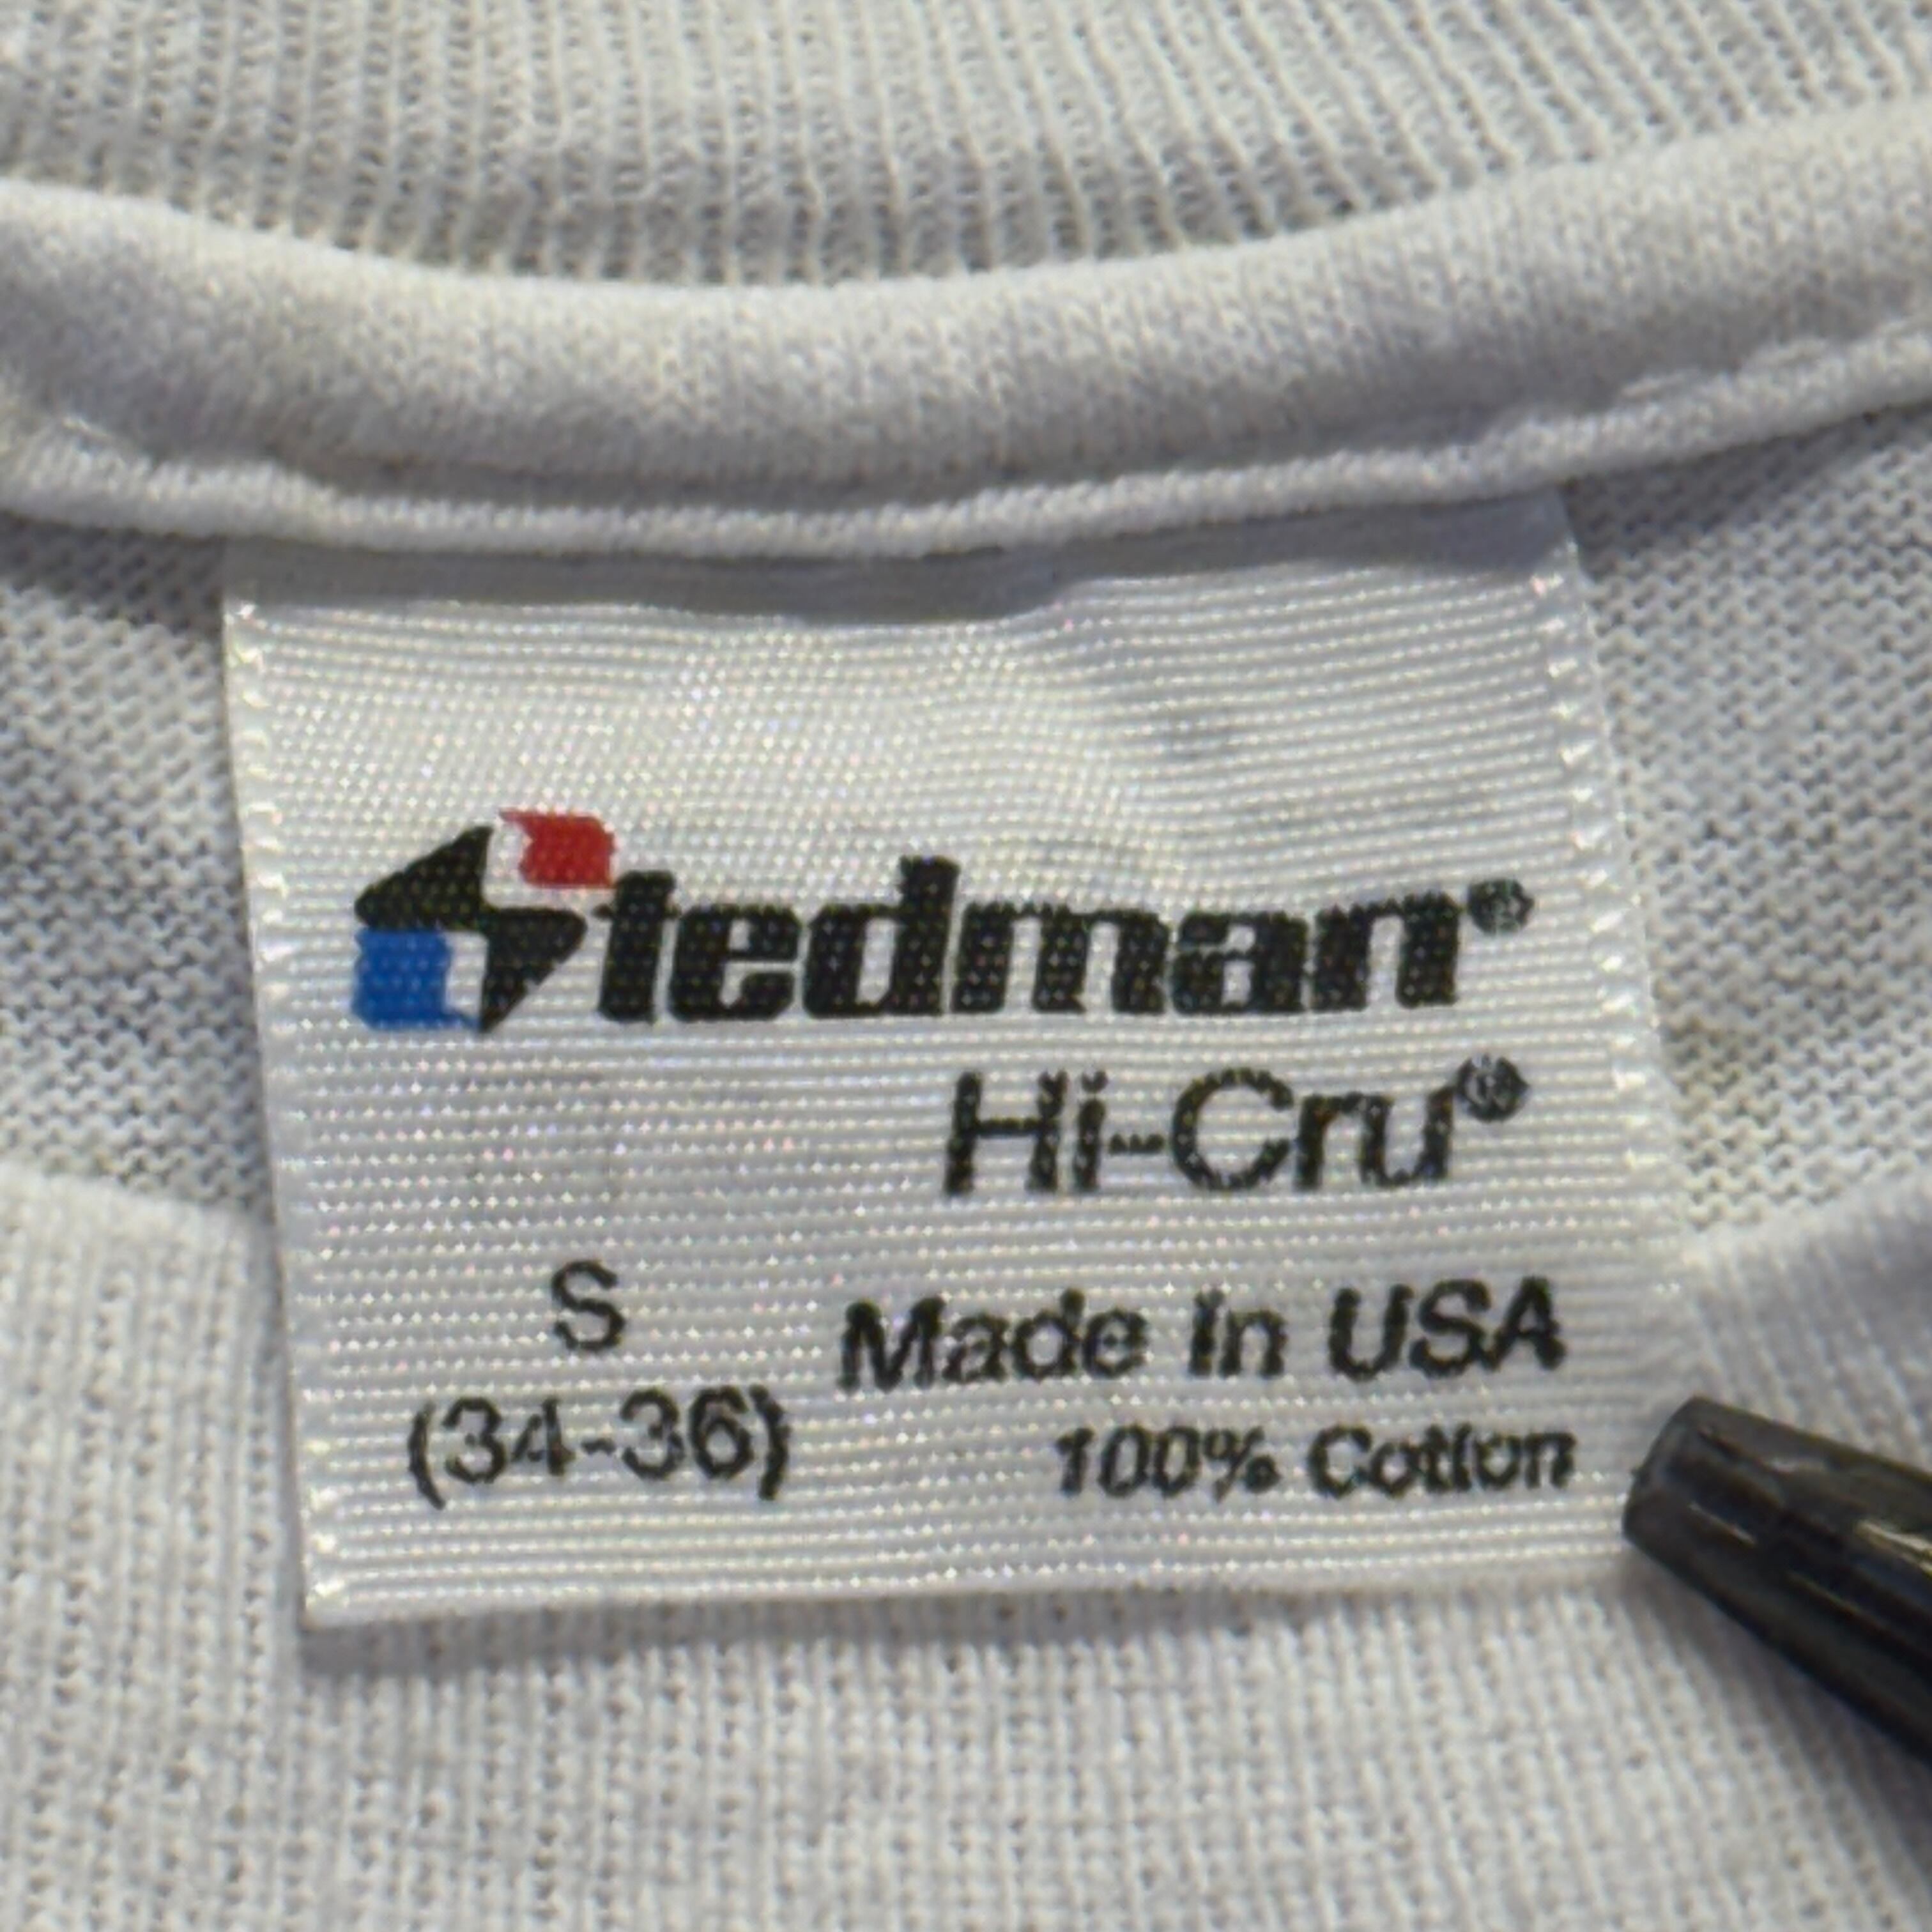 Stedman®
Hi-Cru®
S
(34-36)
Made In USA
100% Cotton